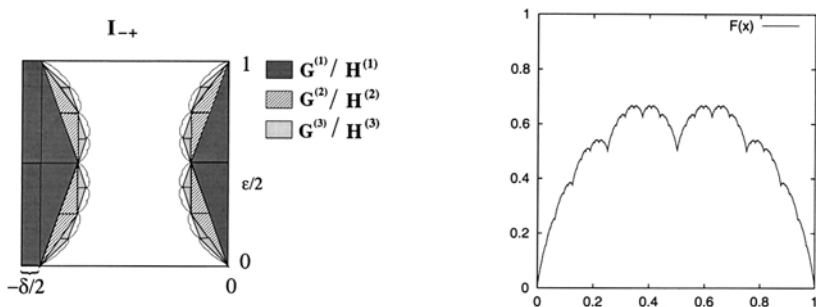 I₋₊
1
G⁽¹⁾/ H⁽¹⁾
G⁽²⁾/ H⁽²⁾
G⁽³⁾/ H⁽³⁾
ε/2
0
−δ/2
0
F(x)
1
0.8
0.6
0.4
0.2
0
0
0.2
0.4
0.6
0.8
1